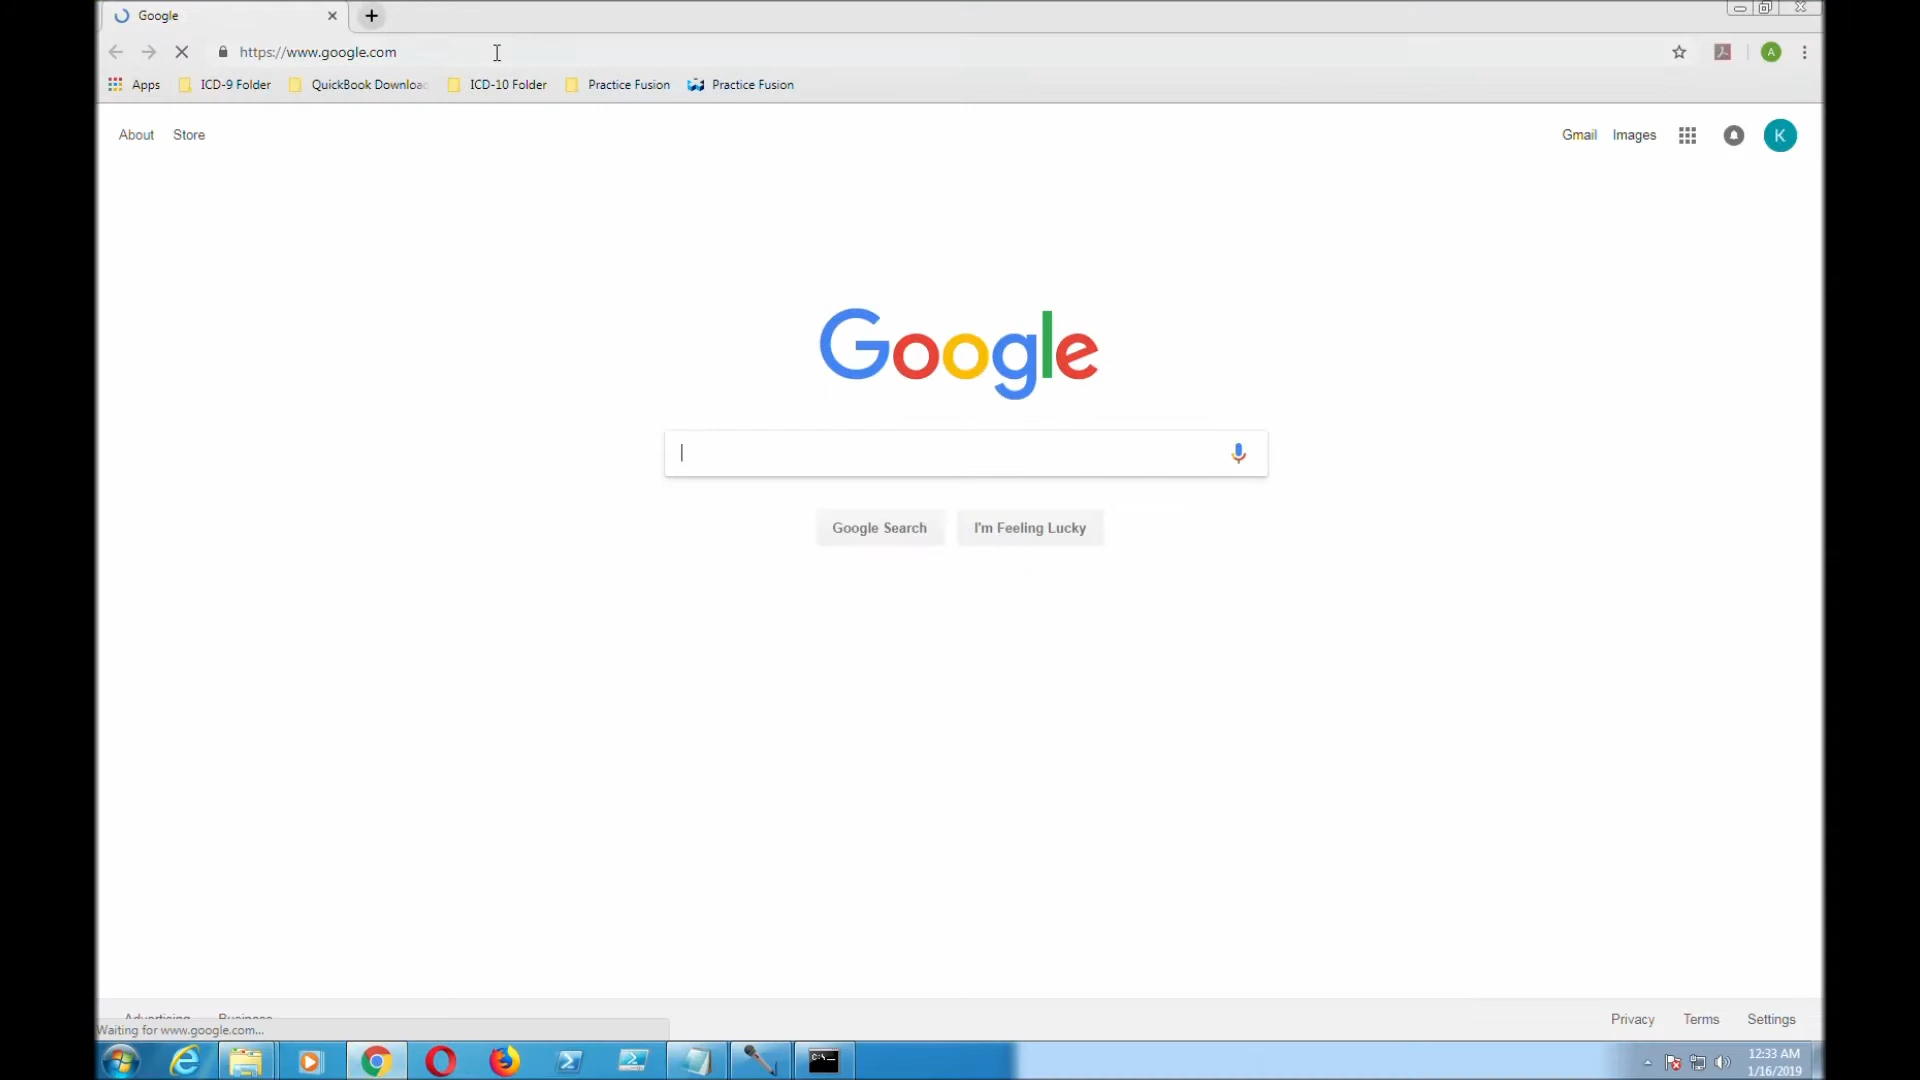 Google
https://www.google.com
A
Apps
ICD-9 Folder
QuickBook Downloa
ICD-10 Folder
Practice Fusion
Practice Fusion
About
Store
Gmail
Images
K
Google
Google Search
I'm Feeling Lucky
Advertising
Business
Waiting for www.google.com...
Privacy
Terms
Settings
C:\
12:33 AM
1/16/2019